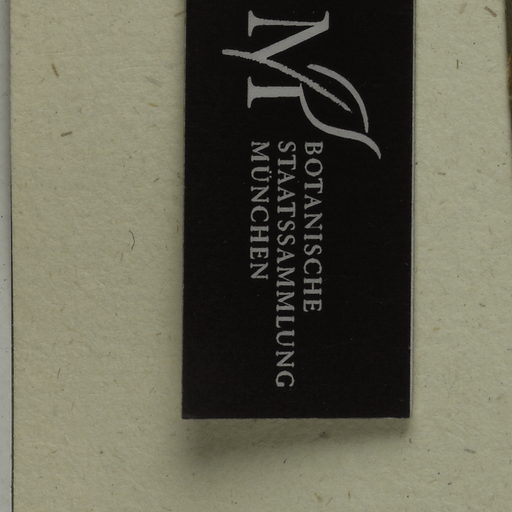 M
BOTANISCHE
STAATSSAMMLUNG
MÜNCHEN